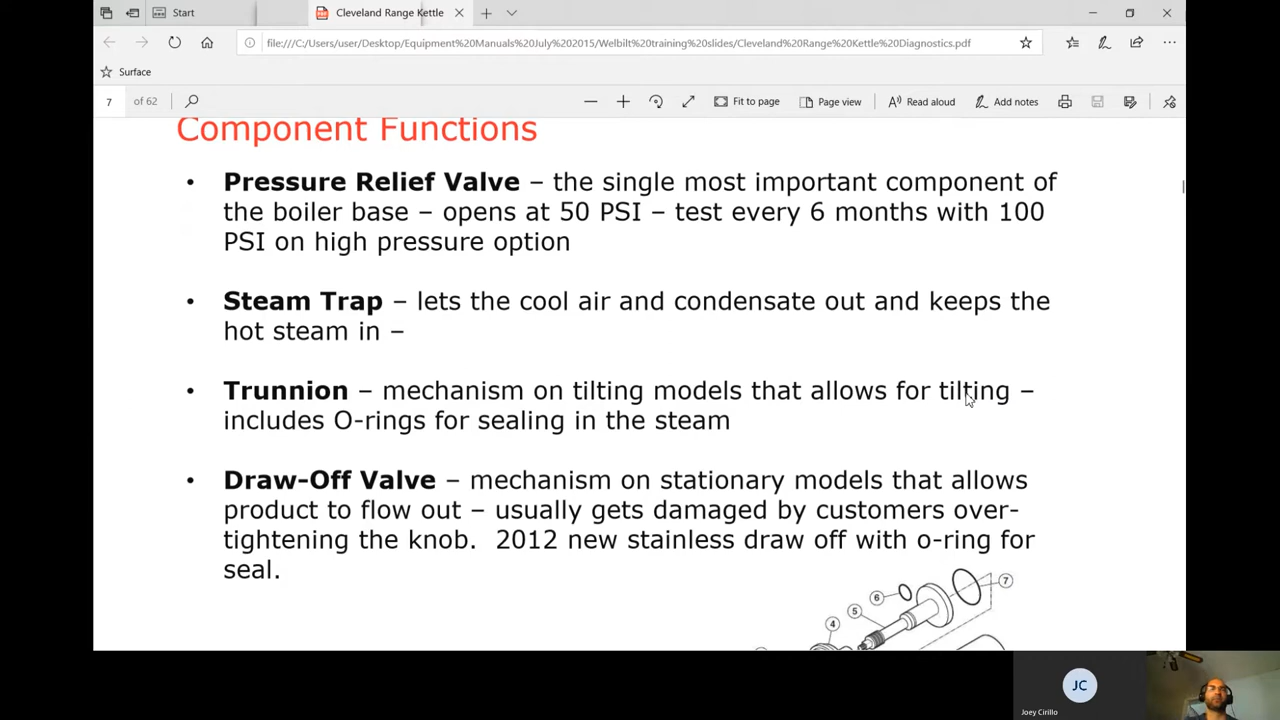 Start
Cleveland Range Kettle
file:///C:/Users/user/Desktop/Equipment%20Manuals%20July%202015/Welbilt%20training%20slides/Cleveland%20Range%20Kettle%20Diagnostics.pdf
Surface
7 of 62
Fit to page
Page view
Read aloud
Add notes
Component Functions
• Pressure Relief Valve – the single most important component of
the boiler base – opens at 50 PSI – test every 6 months with 100
PSI on high pressure option
• Steam Trap – lets the cool air and condensate out and keeps the
hot steam in –
• Trunnion – mechanism on tilting models that allows for tilting –
includes O-rings for sealing in the steam
• Draw-Off Valve – mechanism on stationary models that allows
product to flow out – usually gets damaged by customers over-
tightening the knob. 2012 new stainless draw off with o-ring for
seal.
7
6
5
4
JC
Joey Cirillo